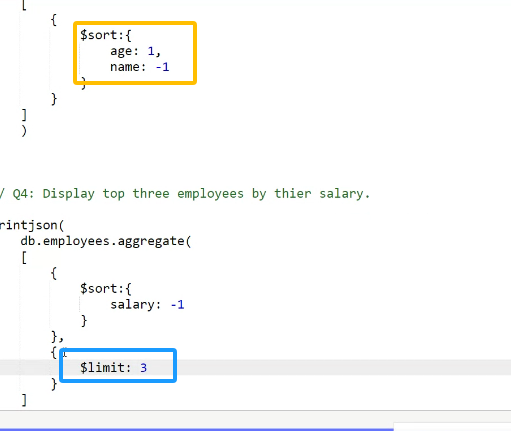 [
{
$sort:{
age: 1,
name: -1
}
}
]
)
/ Q4: Display top three employees by thier salary.
rintjson(
db.employees.aggregate(
[
{
$sort:{
salary: -1
}
},
{
$limit: 3
}
]